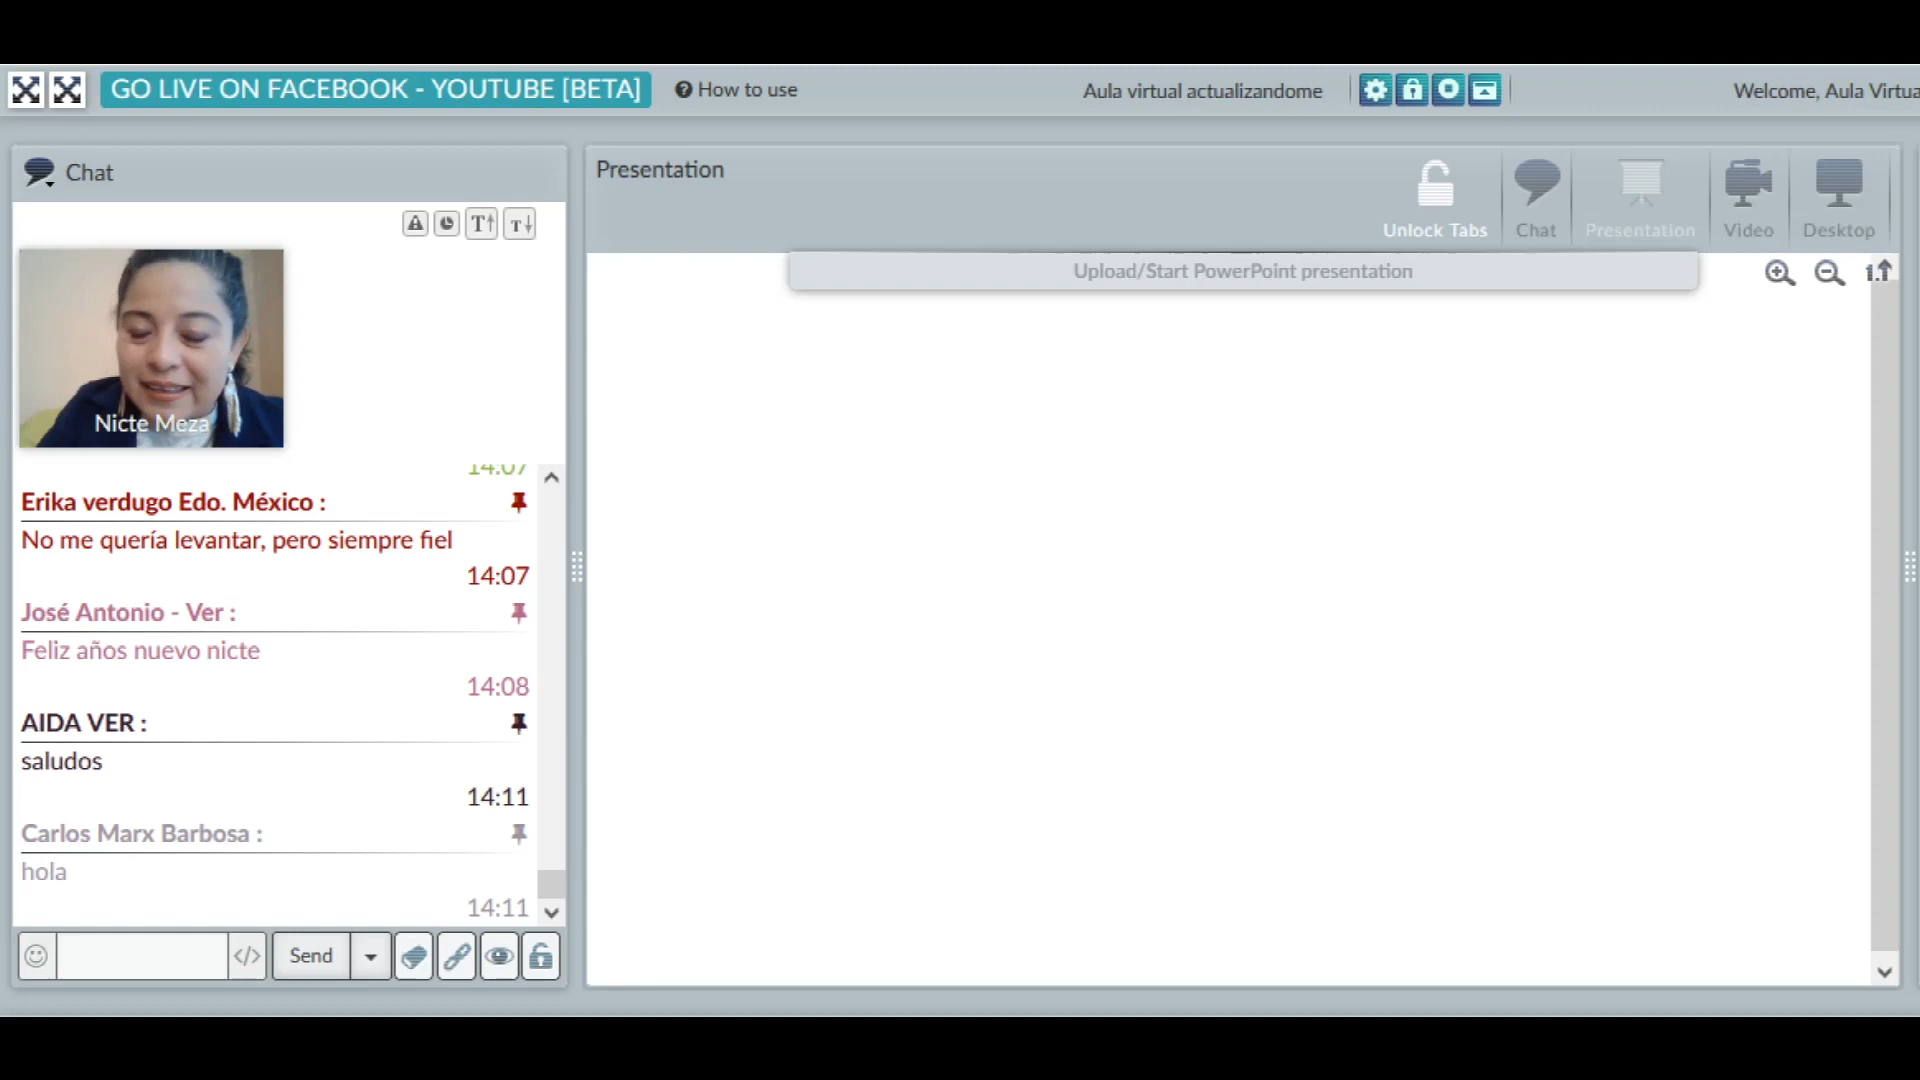 GO LIVE ON FACEBOOK - YOUTUBE [BETA]
How to use
Aula virtual actualizandome
Welcome, Aula Virtua
Chat
Nicte Meza
14:07
Erika verdugo Edo. México :
No me quería levantar, pero siempre fiel
14:07
José Antonio - Ver :
Feliz años nuevo nicte
14:08
AIDA VER :
saludos
14:11
Carlos Marx Barbosa :
hola
14:11
Send
Presentation
Unlock Tabs
Chat
Presentation
Video
Desktop
Upload/Start PowerPoint presentation